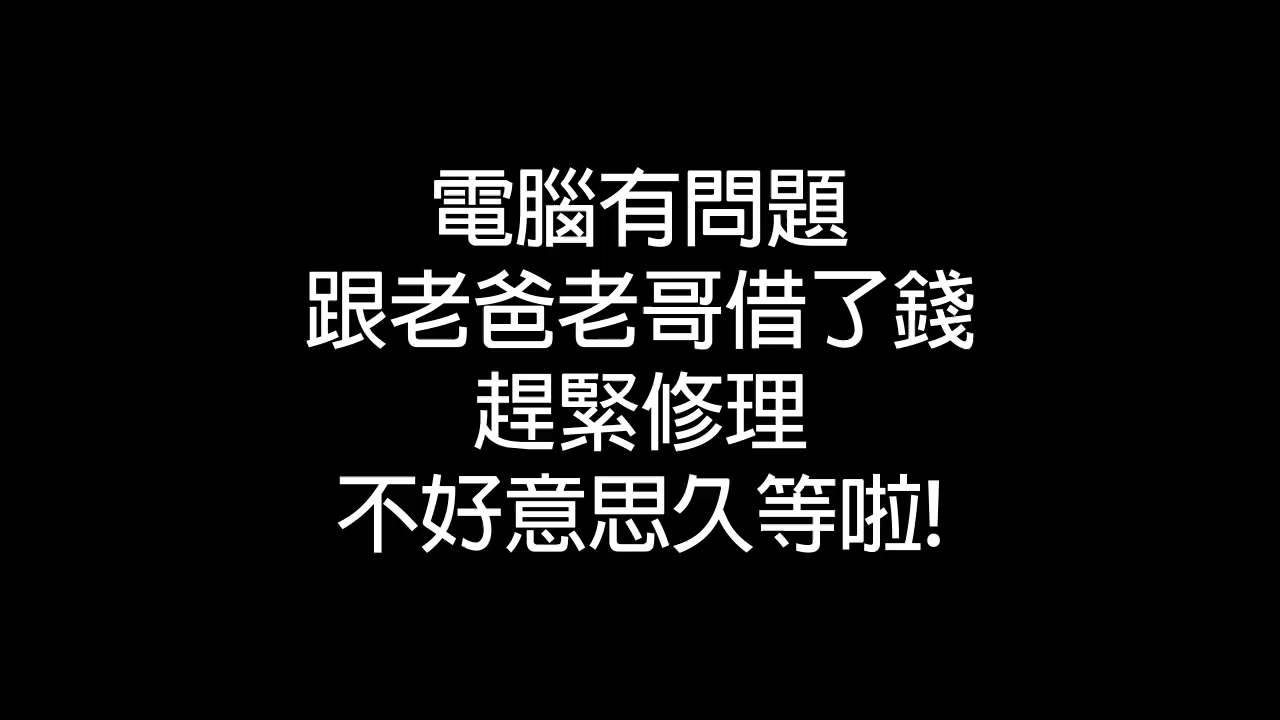 電腦有問題
跟老爸老哥借了錢
趕緊修理
不好意思久等啦!